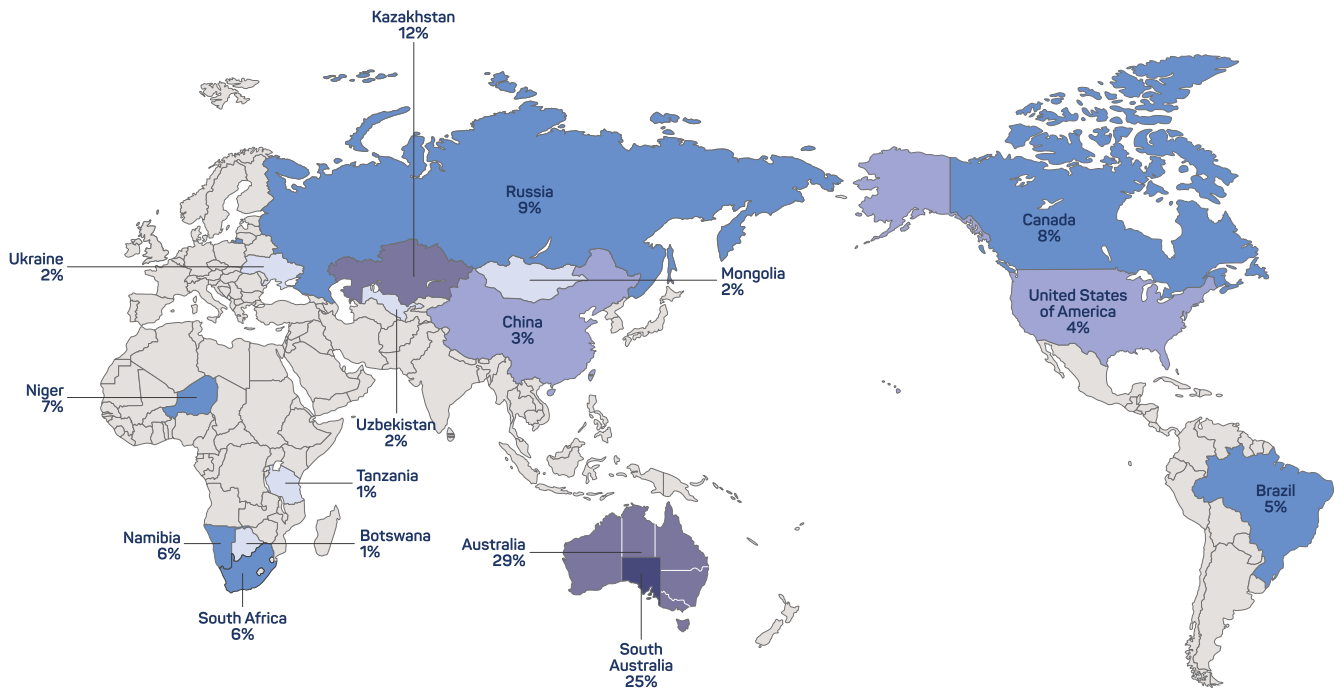 Kazakhstan
12%
Russia
9%
Canada
8%
Ukraine
2%
Mongolia
2%
United States
of America
4%
China
3%
Niger
7%
Uzbekistan
2%
Tanzania
1%
Brazil
5%
Namibia
6%
Botswana
1%
Australia
29%
South Africa
6%
South
Australia
25%